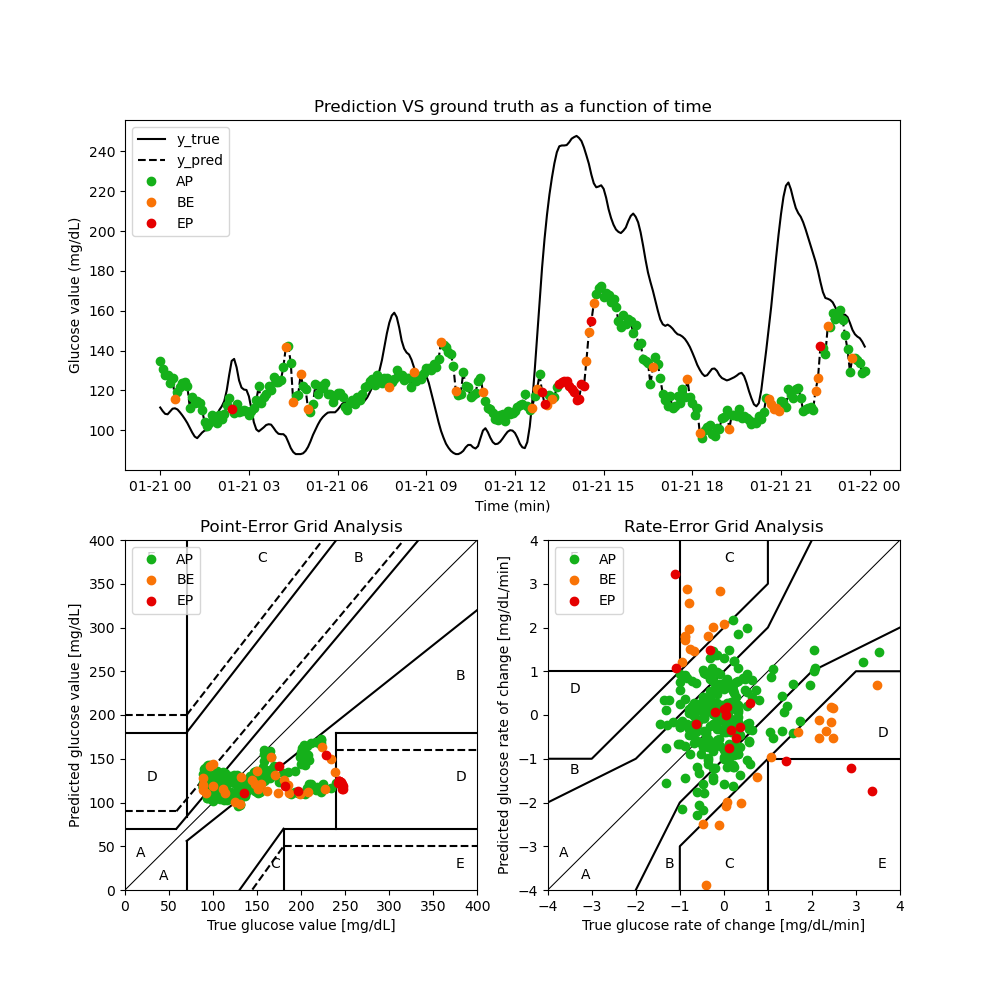 Prediction VS ground truth as a function of time
Glucose value (mg/dL)
240
220
200
180
160
140
120
100
y_true
y_pred
AP
BE
EP
01-21 00 01-21 03 01-21 06 01-21 09 01-21 12 01-21 15 01-21 18 01-21 21 01-22 00
Time (min)
Point-Error Grid Analysis
Predicted glucose value [mg/dL]
400
350
300
250
200
150
100
50
0
AP
BE
EP
C
B
B
D
D
A
A
C
E
0 50 100 150 200 250 300 350 400
True glucose value [mg/dL]
Rate-Error Grid Analysis
Predicted glucose rate of change [mg/dL/min]
4
3
2
1
0
−1
−2
−3
−4
AP
BE
EP
C
D
D
B
A
A
B
C
E
−4 −3 −2 −1 0 1 2 3 4
True glucose rate of change [mg/dL/min]